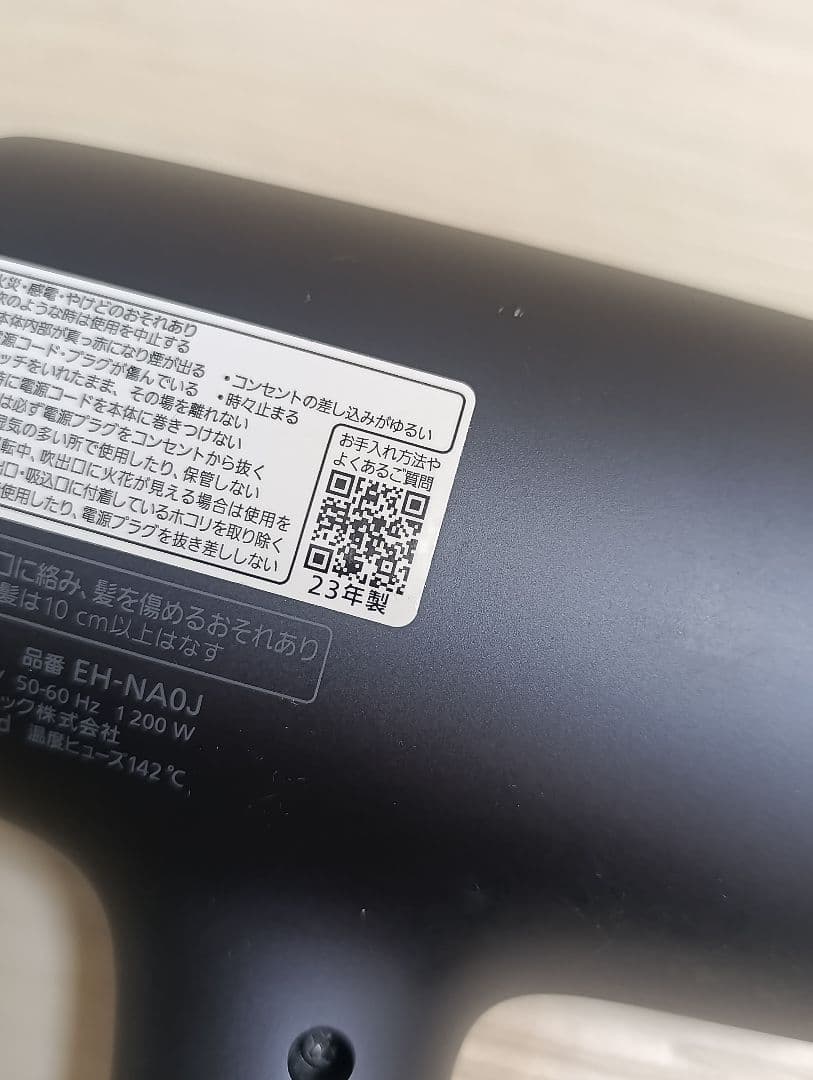 火災・感電・やけどのおそれあり
次のような時は使用を中止する
本体内部が真っ赤になり煙が出る
電源コード・プラグが傷んでいる
・コンセントの差し込みがゆるい
・時々止まる
ッチをいれたまま、その場を離れない
に電源コードを本体に巻きつけない
は必ず電源プラグをコンセントから抜く
湿気の多い所で使用したり、保管しない
転中、吹出口に火花が見える場合は使用を
出口・吸込口に付着しているホコリを取り除く
使用したり、電源プラグを抜き差ししない
お手入れ方法や
よくあるご質問
23年製
口に絡み、髪を傷めるおそれあり
髪は10 cm以上はなす
品番 EH-NA0J
50-60 Hz 1 200 W
ック株式会社
温度ヒューズ142℃